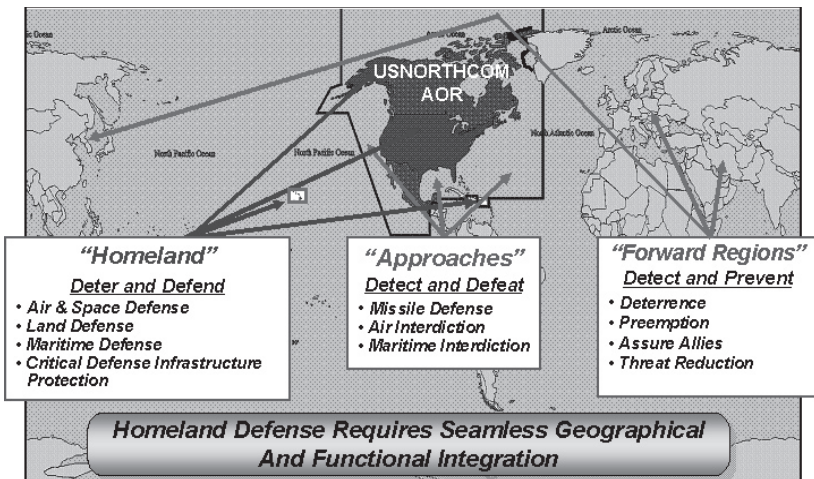 ic Ocean
Arctic Ocean
Arctic Ocean
USNORTHCOM
AOR
North Atlantic Ocean
North Pacific Ocean
North Pacific Ocean
"Homeland"
Deter and Defend
• Air & Space Defense
• Land Defense
• Maritime Defense
• Critical Defense Infrastructure
Protection
"Approaches"
Detect and Defeat
• Missile Defense
• Air Interdiction
• Maritime Interdiction
"Forward Regions"
Detect and Prevent
• Deterrence
• Preemption
• Assure Allies
• Threat Reduction
Homeland Defense Requires Seamless Geographical
And Functional Integration